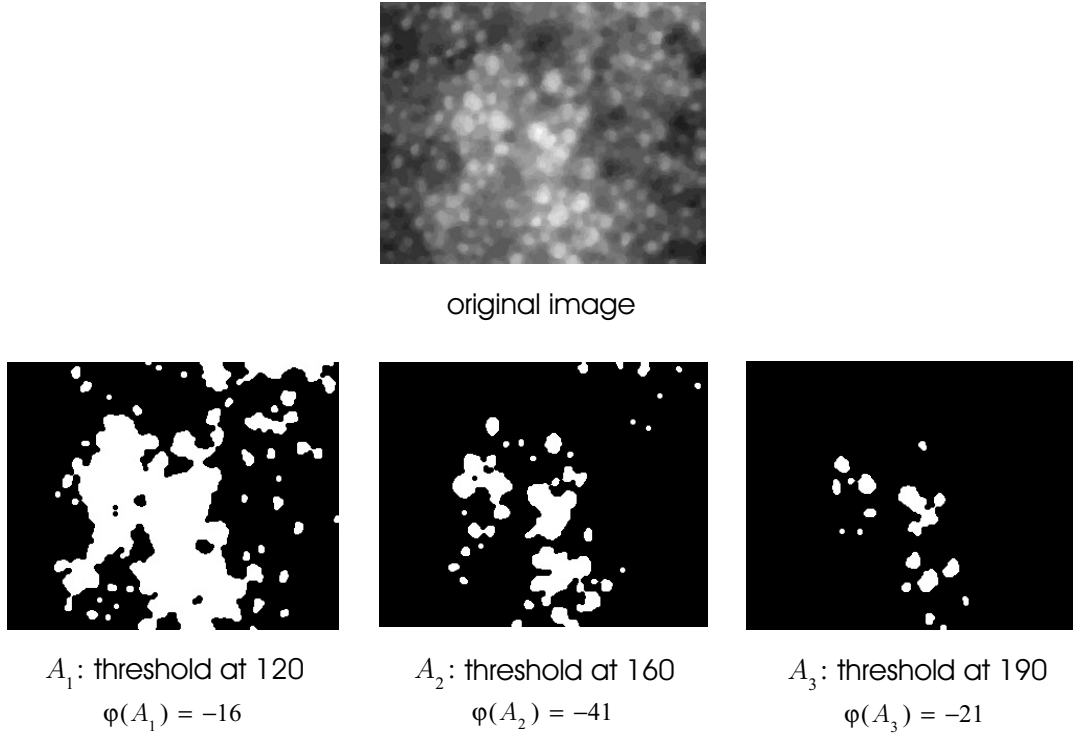 original image
A₁: threshold at 120 A₂: threshold at 160 A₃: threshold at 190
φ(A₁) = −16 φ(A₂) = −41 φ(A₃) = −21